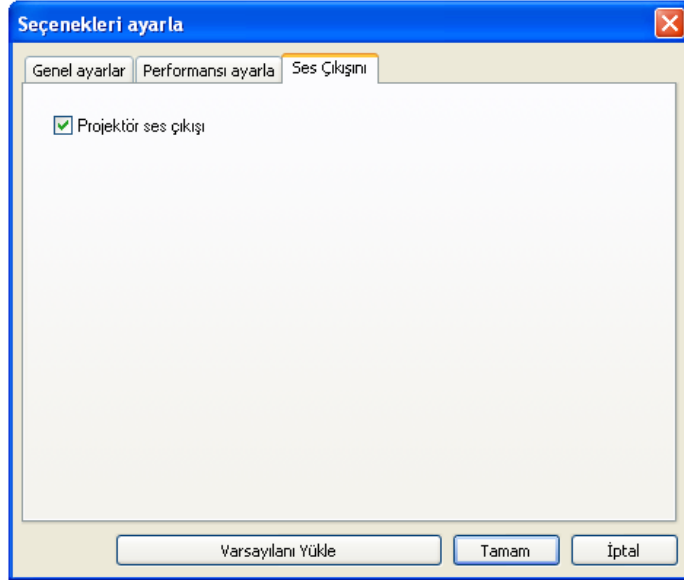 Seçenekleri ayarla
Genel ayarlar Performansı ayarla Ses Çıkışını
Projektör ses çıkışı
Varsayılanı Yükle Tamam İptal